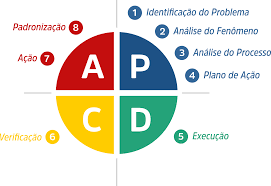 1 Identificação do Problema
2 Análise do Fenômeno
3 Análise do Processo
4 Plano de Ação
5 Execução
Verificação 6
Ação 7
Padronização 8
A P
C D